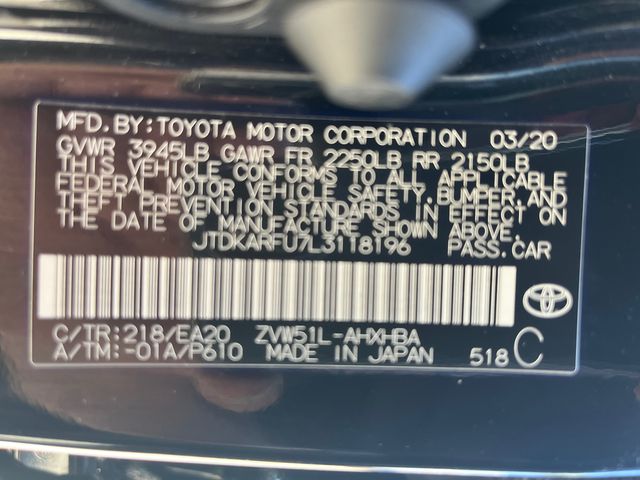 MFD.BY:TOYOTA MOTOR CORPORATION 03/20
GVWR 3945LB GAWR FR 2250LB RR 2150LB
THIS VEHICLE CONFORMS TO ALL APPLICABLE
FEDERAL MOTOR VEHICLE SAFETY,BUMPER,AND
THEFT PREVENTION STANDARDS IN EFFECT ON
THE DATE OF MANUFACTURE SHOWN ABOVE.
JTDKARFU7L3118196 PASS.CAR
C/TR:218/EA20 ZVW51L-AHXHBA
A/TM:-01A/P610 MADE IN JAPAN 518 C